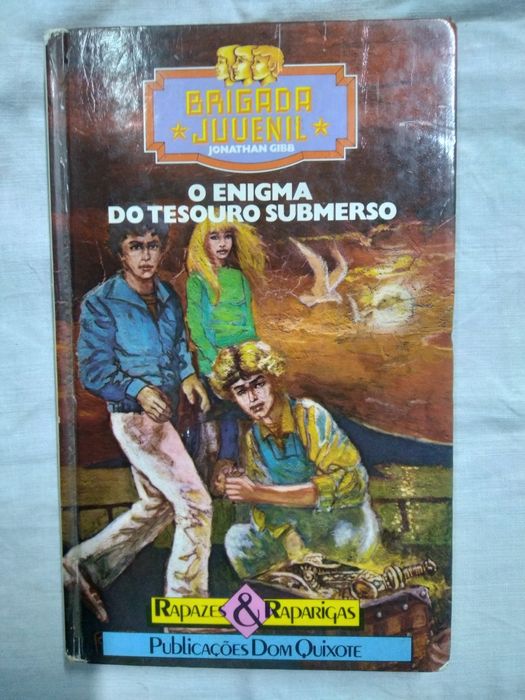 BRIGADA
JUVENIL
JONATHAN GIBB
O ENIGMA
DO TESOURO SUBMERSO
RAPAZES & RAPARIGAS
PUBLICAÇÕES DOM QUIXOTE